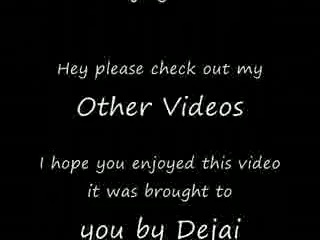 Hey please check out my
Other Videos
I hope you enjoyed this video
it was brought to
you by Dejai